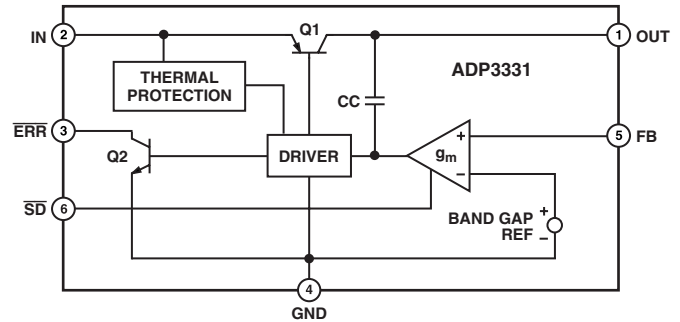 Q1
IN 2
1 OUT
THERMAL
PROTECTION
ADP3331
CC
ERR 3
Q2
DRIVER
gm
+
−
5 FB
SD 6
BAND GAP
REF
+
−
4
GND